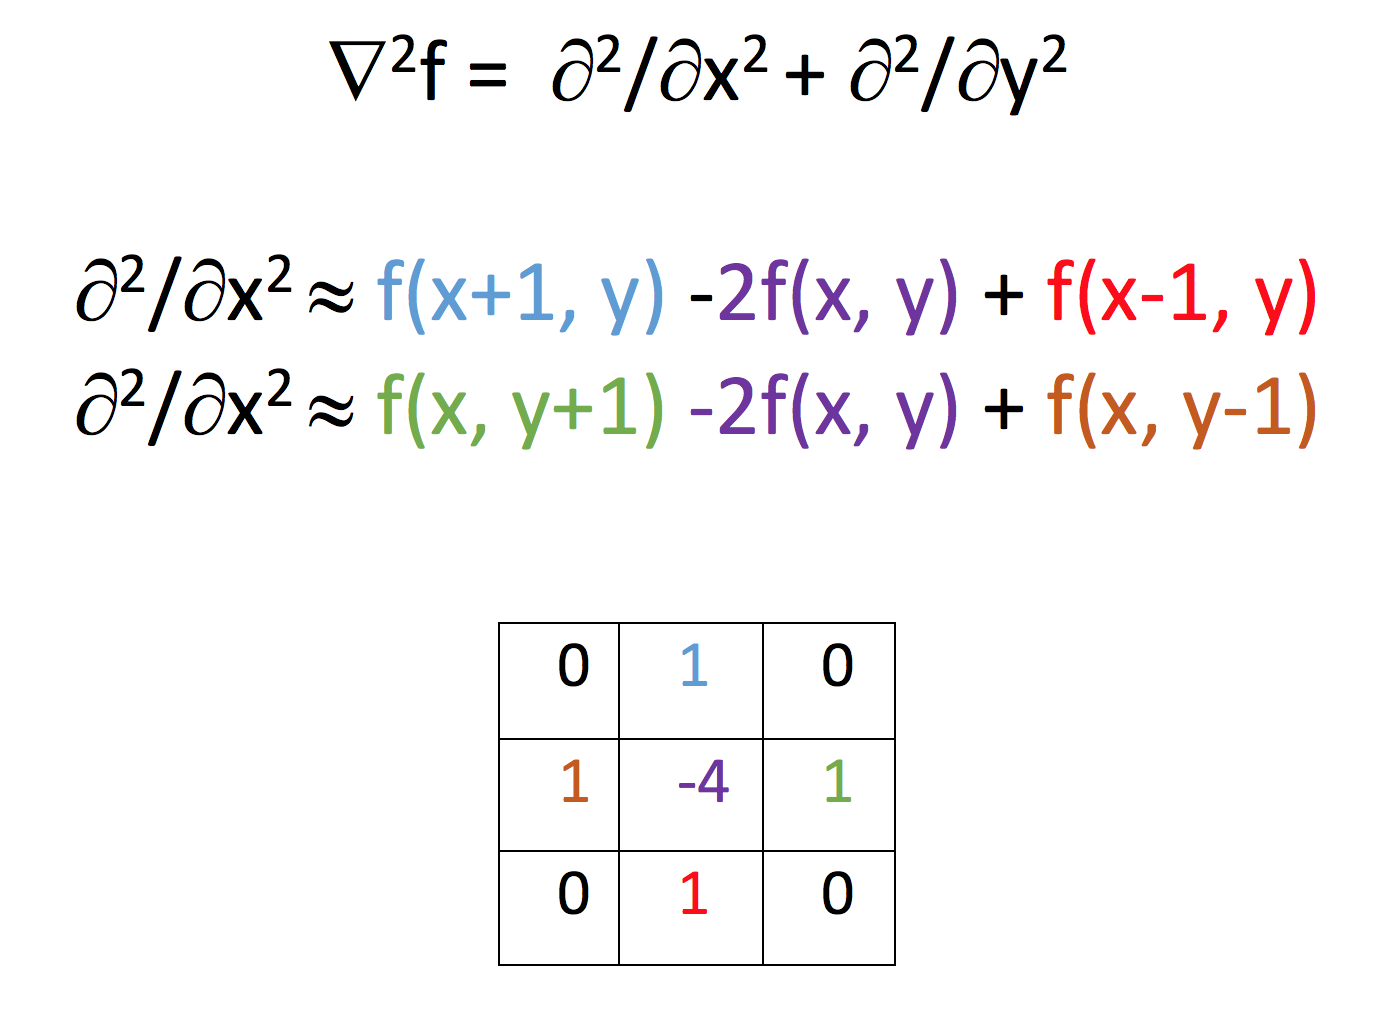 ∇²f = ∂²/∂x² + ∂²/∂y²
∂²/∂x² ≈ f(x+1, y) -2f(x, y) + f(x-1, y)
∂²/∂x² ≈ f(x, y+1) -2f(x, y) + f(x, y-1)
0 1 0
1 -4 1
0 1 0